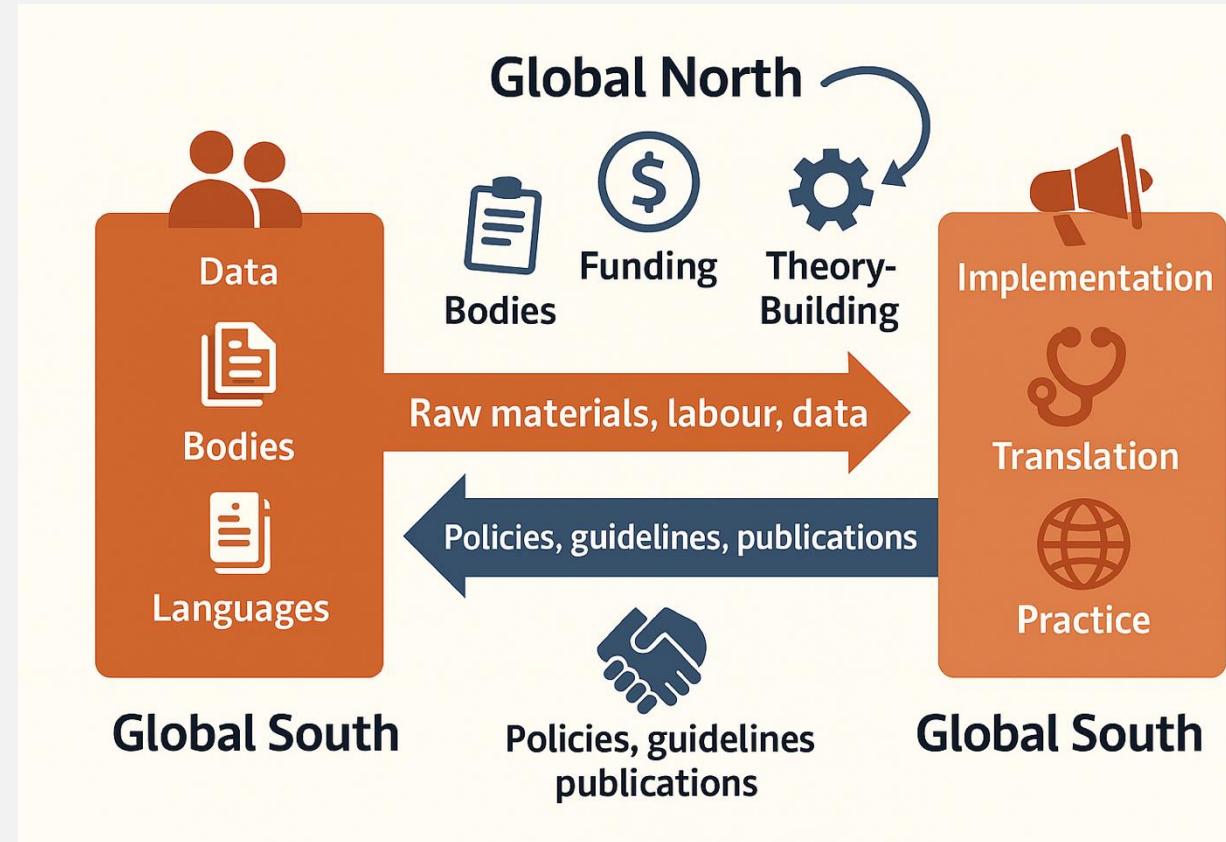 Global North
Bodies
Funding
Theory-
Building
Data
Bodies
Languages
Global South
Raw materials, labour, data
Policies, guidelines, publications
Policies, guidelines
publications
Implementation
Translation
Practice
Global South